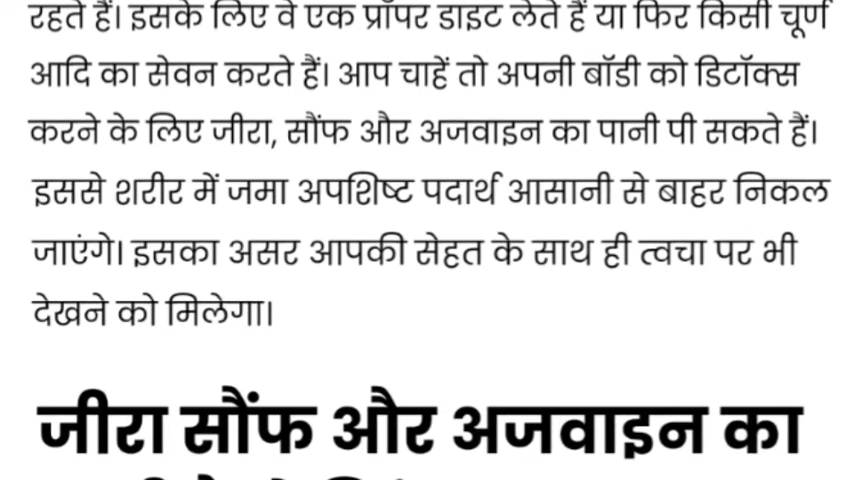 रहते हैं। इसके लिए वे एक प्रॉपर डाइट लेते हैं या फिर किसी चूर्ण
आदि का सेवन करते हैं। आप चाहें तो अपनी बॉडी को डिटॉक्स
करने के लिए जीरा, सौंफ और अजवाइन का पानी पी सकते हैं।
इससे शरीर में जमा अपशिष्ट पदार्थ आसानी से बाहर निकल
जाएंगे। इसका असर आपकी सेहत के साथ ही त्वचा पर भी
देखने को मिलेगा।
जीरा सौंफ और अजवाइन का